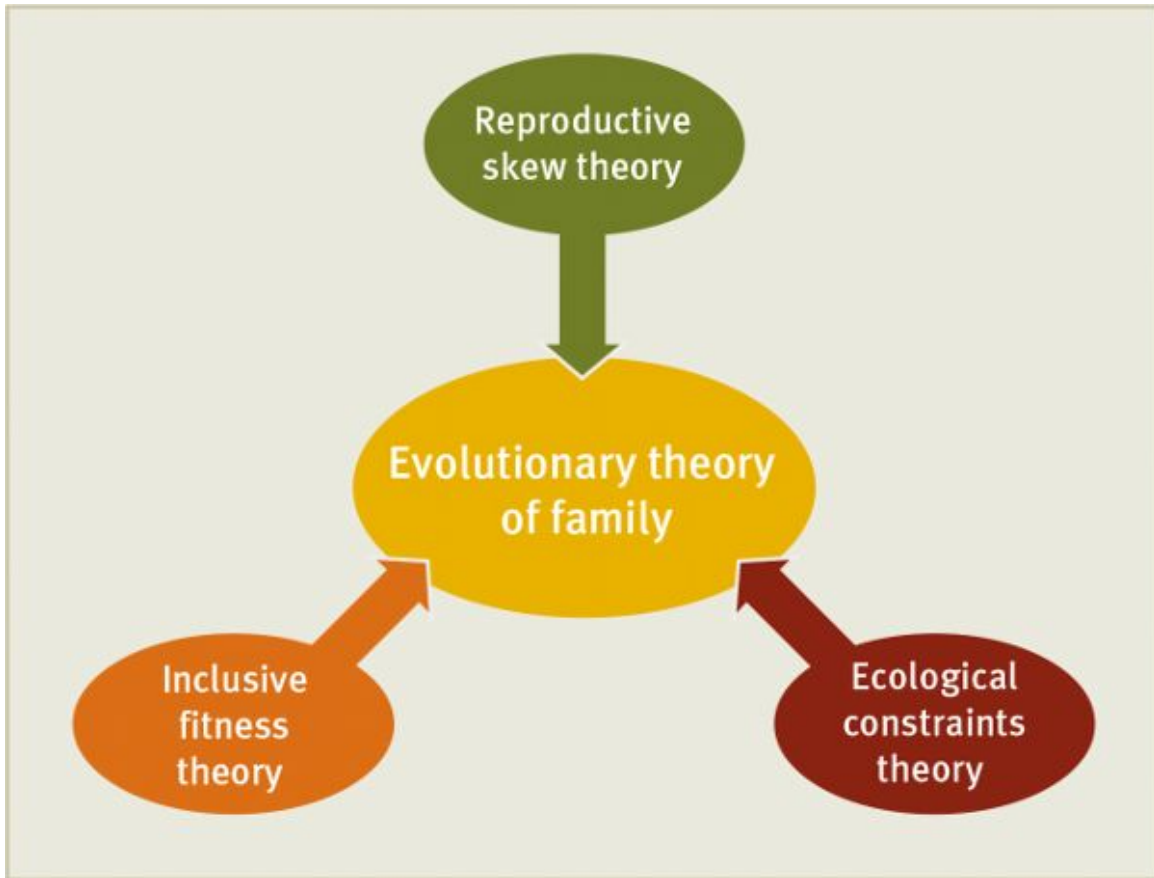 Reproductive
skew theory
Evolutionary theory
of family
Inclusive
fitness
theory
Ecological
constraints
theory